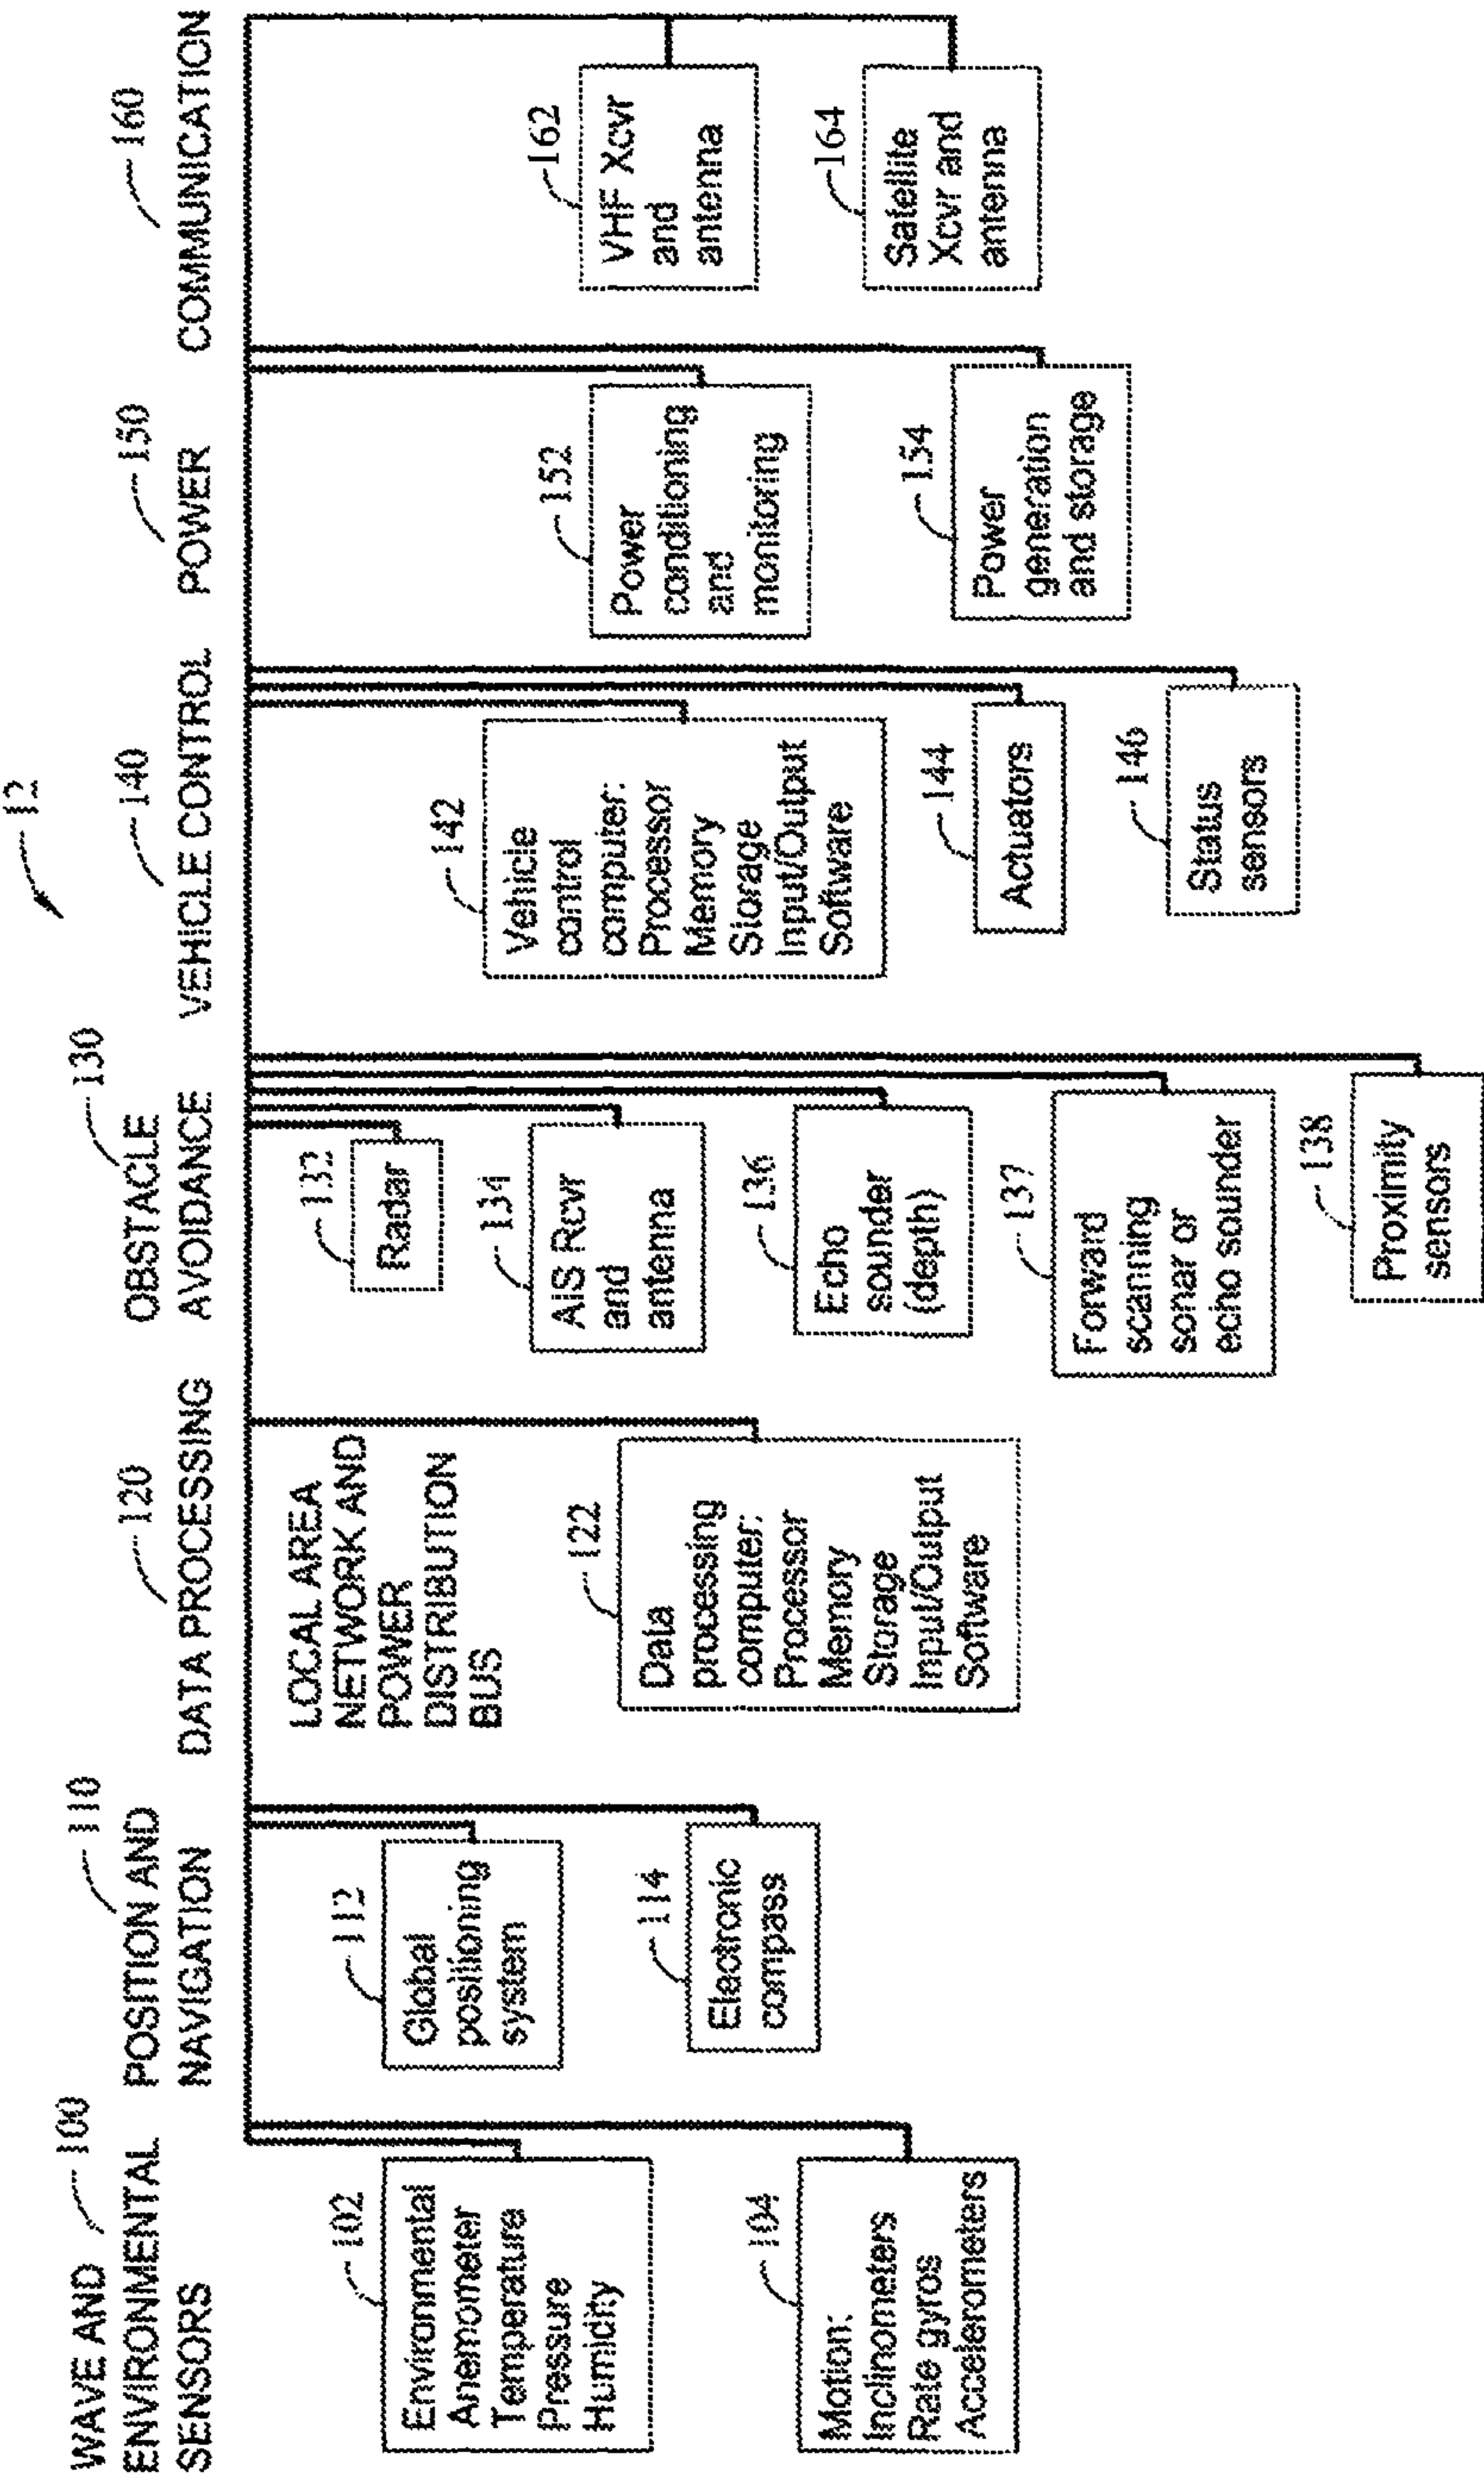 12
100
WAVE AND
ENVIRONMENTAL
SENSORS
102
Environmental
Anemometer
Temperature
Pressure
Humidity
104
Motion:
Inclinometers
Rate gyros
Accelerometers
110
POSITION AND
NAVIGATION
112
Global
positioning
system
114
Electronic
compass
120
DATA PROCESSING
LOCAL AREA
NETWORK AND
POWER
DISTRIBUTION
BUS
122
Data
processing
computer:
Processor
Memory
Storage
Input/Output
Software
130
OBSTACLE
AVOIDANCE
132
Radar
134
AIS Rcvr
and
antenna
136
Echo
sounder
(depth)
137
Forward
scanning
sonar or
echo sounder
138
Proximity
sensors
140
VEHICLE CONTROL
142
Vehicle
control
computer:
Processor
Memory
Storage
Input/Output
Software
144
Actuators
146
Status
sensors
150
POWER
152
Power
conditioning
and
monitoring
154
Power
generation
and storage
160
COMMUNICATION
162
VHF Xcvr
and
antenna
164
Satellite
Xcvr and
antenna